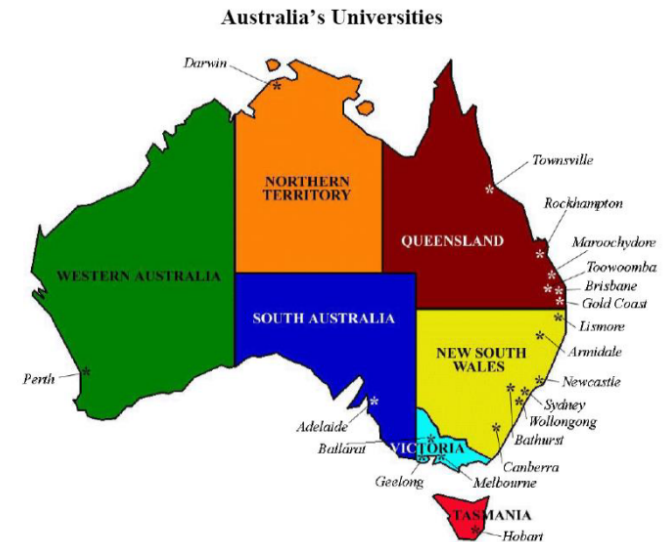 Australia's Universities
Darwin
NORTHERN
TERRITORY
Townsville
Rockhampton
QUEENSLAND
Maroochydore
Toowoomba
WESTERN AUSTRALIA
Brisbane
Gold Coast
SOUTH AUSTRALIA
Lismore
NEW SOUTH
WALES
Armidale
Perth
Newcastle
Sydney
Wollongong
Adelaide
Bathurst
Ballarat
VICTORIA
Canberra
Geelong
Melbourne
TASMANIA
Hobart